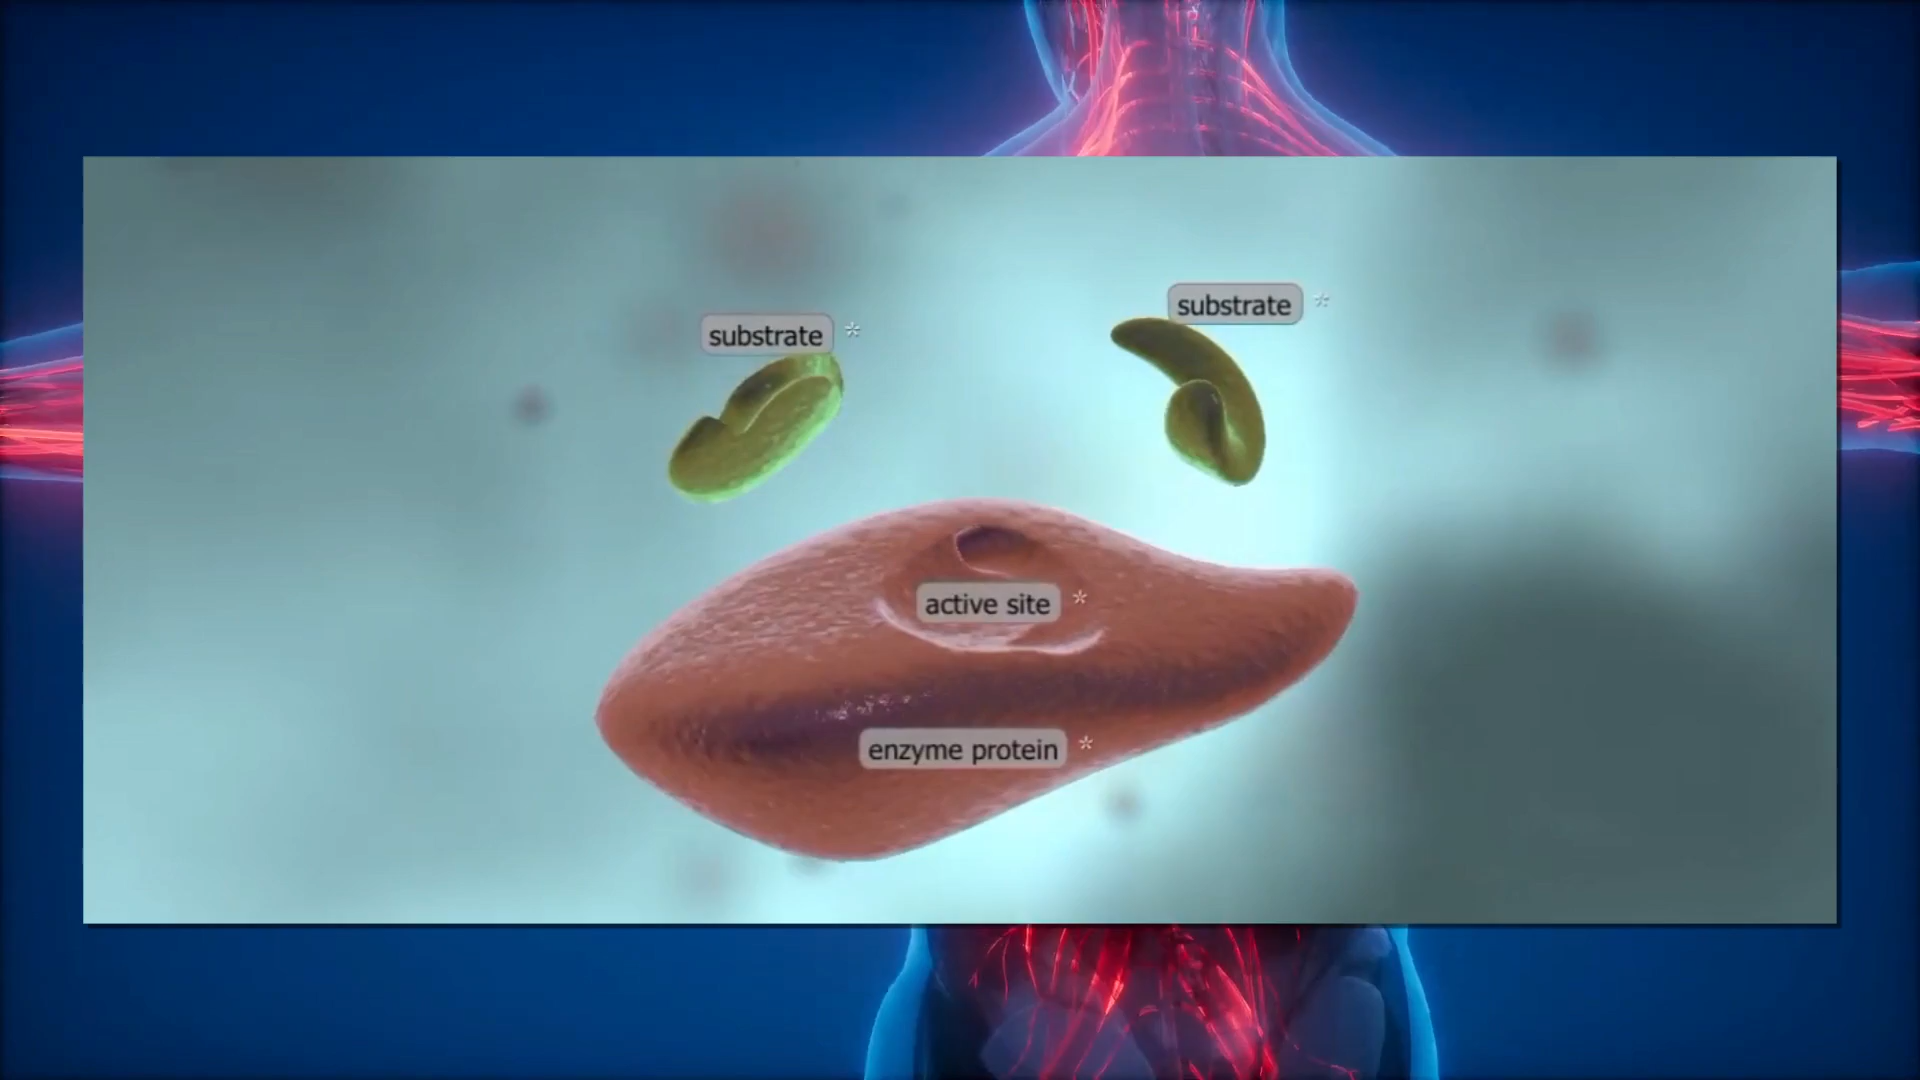 substrate *
substrate *
active site *
enzyme protein *